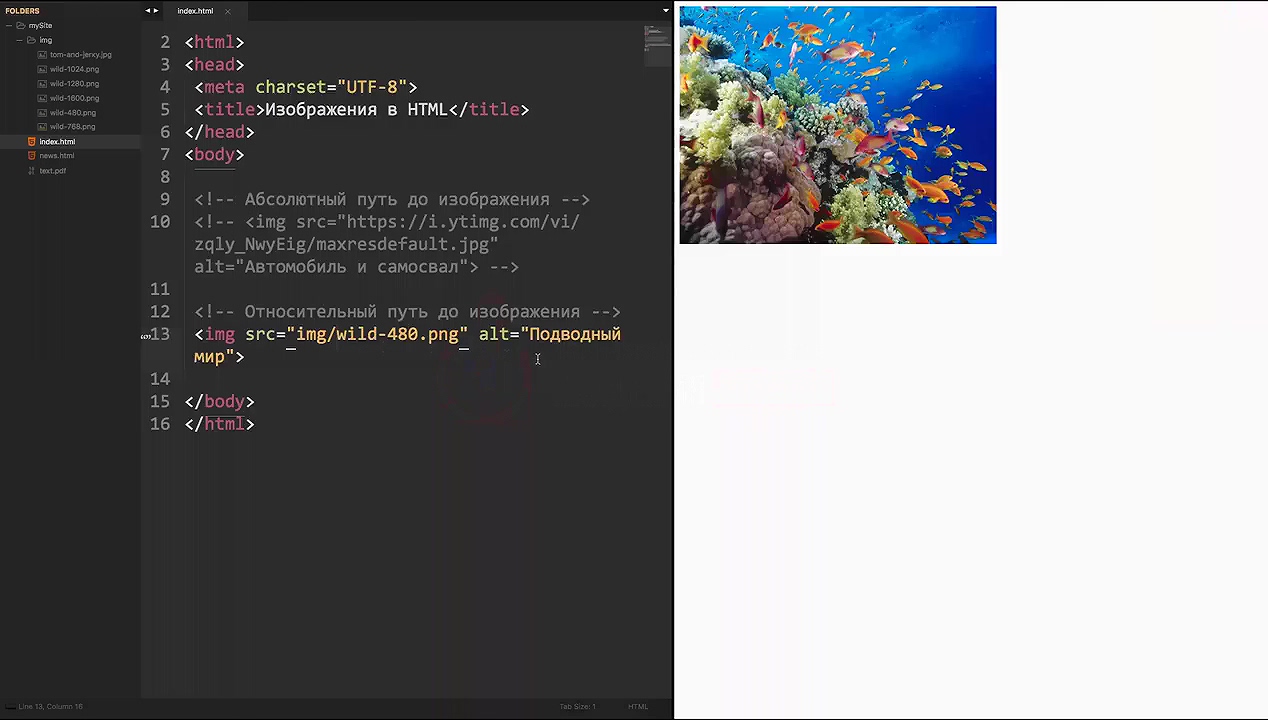 FOLDERS
mySite
img
tom-and-jerry.jpg
wild-1024.png
wild-1280.png
wild-1600.png
wild-480.png
wild-768.png
index.html
news.html
text.pdf
index.html
2 <html>
3 <head>
4 <meta charset="UTF-8">
5 <title>Изображения в HTML</title>
6 </head>
7 <body>
8
9 <!-- Абсолютный путь до изображения -->
10 <!-- <img src="https://i.ytimg.com/vi/
zqly_NwyEig/maxresdefault.jpg"
alt="Автомобиль и самосвал"> -->
11
12 <!-- Относительный путь до изображения -->
13 <img src="img/wild-480.png" alt="Подводный
мир">
14
15 </body>
16 </html>
Line 13, Column 16
Tab Size: 1
HTML